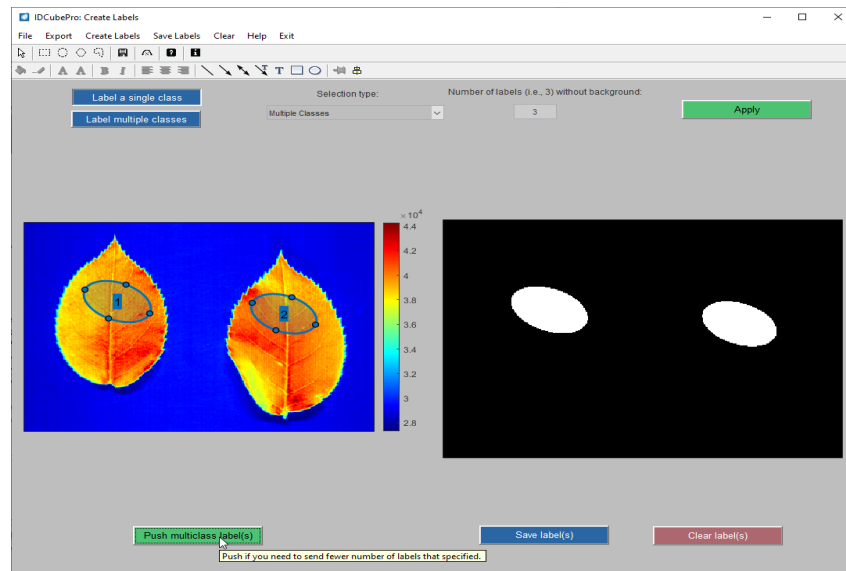 IDCubePro: Create Labels
File Export Create Labels Save Labels Clear Help Exit
A A B I T T
Label a single class
Label multiple classes
Selection type:
Multiple Classes
Number of labels (i.e., 3) without background:
3
Apply
× 10^4
4.4
4.2
4
3.8
3.6
3.4
3.2
3
2.8
1
2
Push multiclass label(s)
Save label(s)
Clear label(s)
Push if you need to send fewer number of labels that specified.